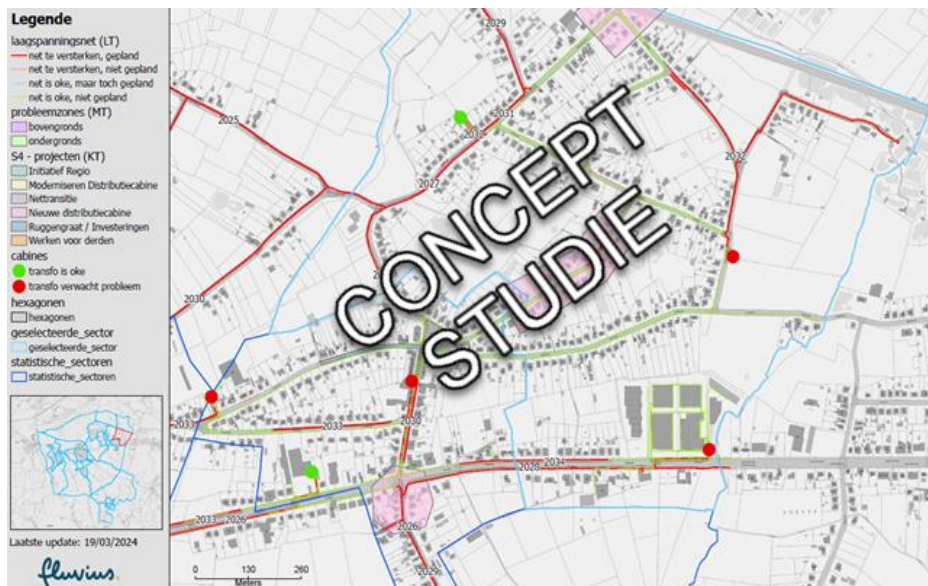 Legende
laagspanningsnet (LT)
net te versterken, gepland
net te versterken, niet gepland
net is oke, maar toch gepland
net is oke, niet gepland
probleemzones (MT)
bovengronds
ondergronds
S4 - projecten (KT)
Initiatief Regio
Moderniseren Distributiecabine
Nettransitie
Nieuwe distributiecabine
Ruggengraat / Investeringen
Werken voor derden
cabines
transfo is oke
transfo verwacht probleem
hexagonen
hexagonen
geselecteerde_sector
geselecteerde_sector
statistische_sectoren
statistische_sectoren
Laatste update: 19/03/2024
fluvius.
2029
2025
2031
2032
2027
2030
CONCEPT
STUDIE
2033
2033
2030
2028
2034
2033
2026
2026
2029
0 130 260
Meters